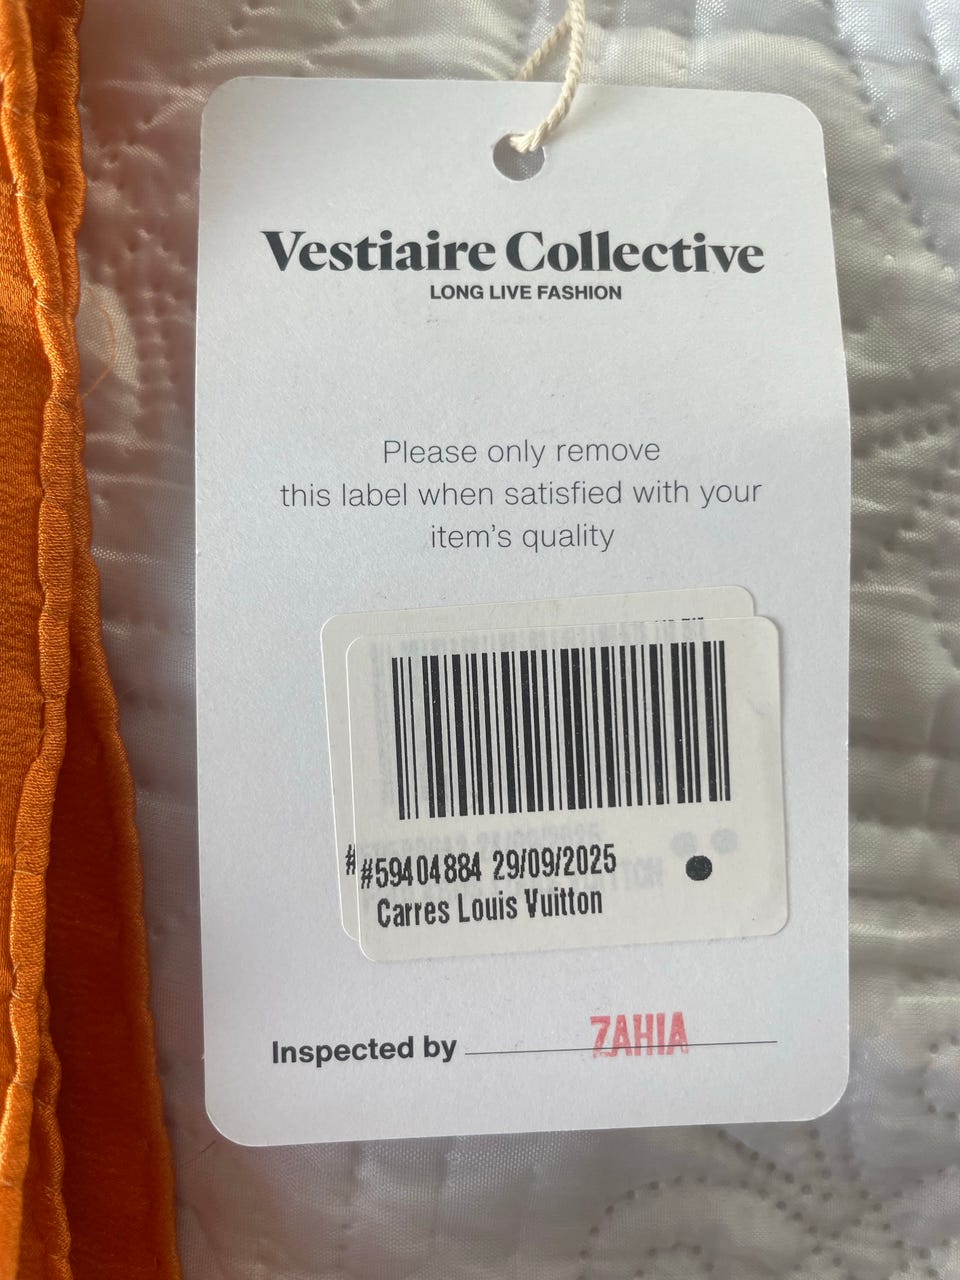 Vestiaire Collective
LONG LIVE FASHION
Please only remove
this label when satisfied with your
item's quality
#
#59404884 29/09/2025
Carres Louis Vuitton
Inspected by ZAHIA